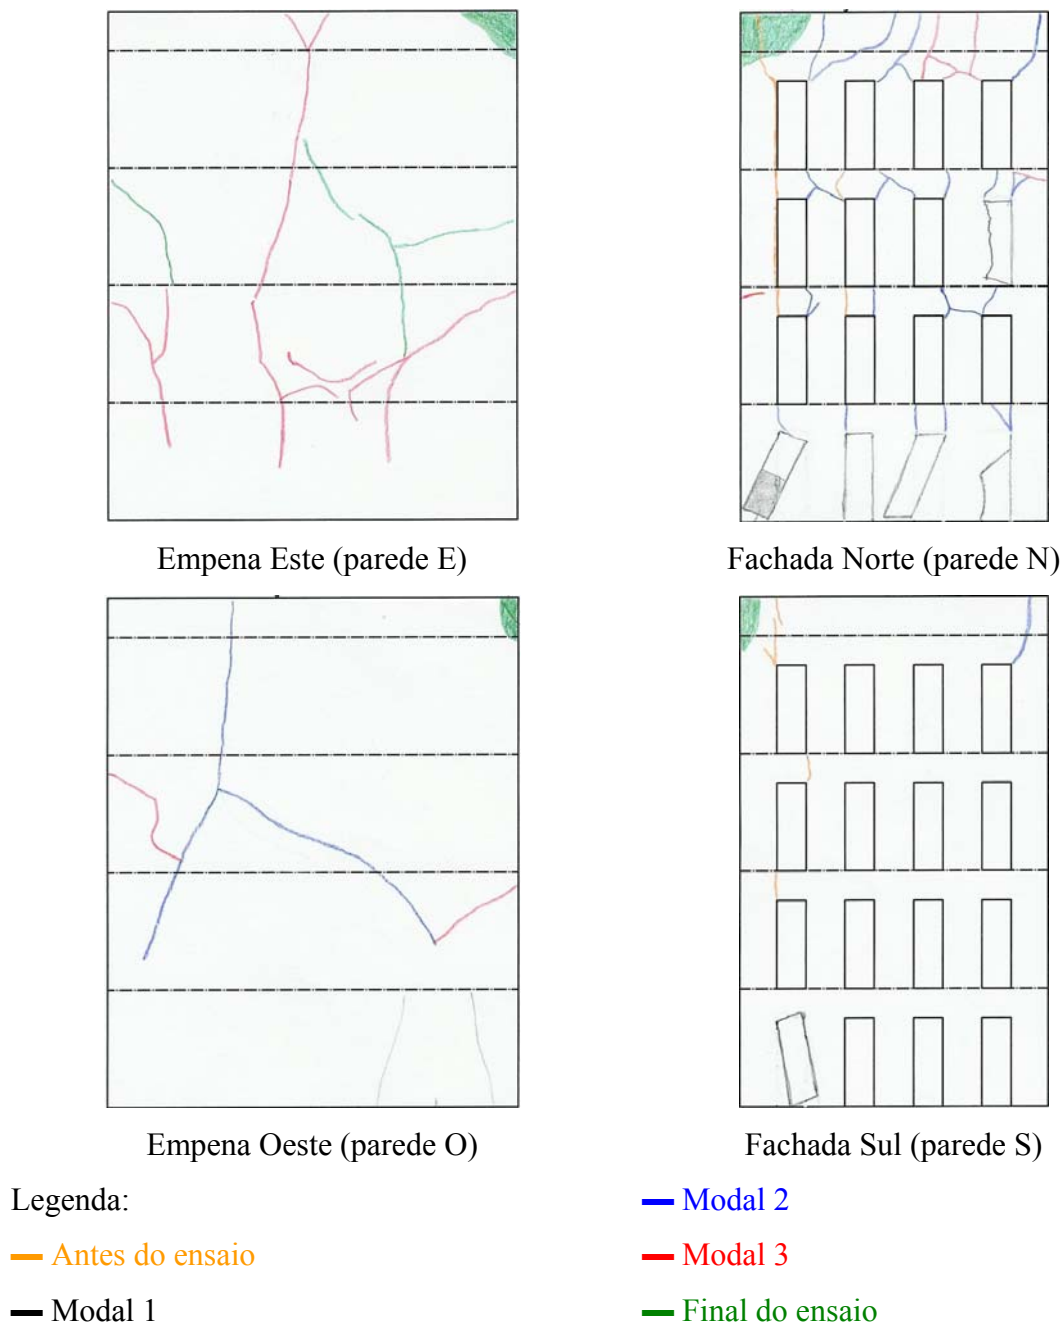 Empena Este (parede E)
Fachada Norte (parede N)
Empena Oeste (parede O)
Fachada Sul (parede S)
Legenda:
Antes do ensaio
Modal 1
Modal 2
Modal 3
Final do ensaio